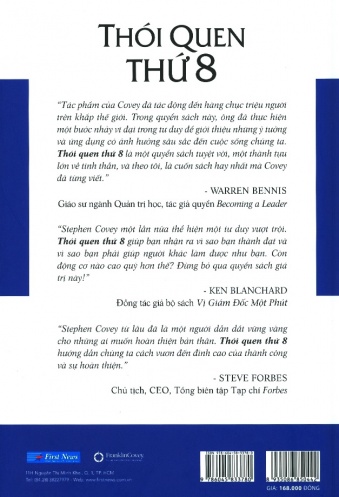 THÓI QUEN
THỨ 8
“Tác phẩm của Covey đã tác động đến hàng chục triệu người
trên khắp thế giới. Trong quyển sách này, ông đã thực hiện
một bước nhảy vĩ đại trong tư duy để giới thiệu những ý tưởng
và ứng dụng có ảnh hưởng sâu sắc đến cuộc sống chúng ta.
Thói quen thứ 8 là một quyển sách tuyệt vời, một thành tựu
lớn về tinh thần, và theo tôi, là cuốn sách hay nhất mà Covey
đã từng viết.”
- WARREN BENNIS
Giáo sư ngành Quản trị học, tác giả quyển Becoming a Leader
“Stephen Covey một lần nữa thể hiện một tư duy vượt trội.
Thói quen thứ 8 giúp bạn nhận ra vì sao bạn thành đạt và
vì sao bạn phải giúp người khác làm được như bạn. Còn
động cơ nào cao quý hơn thế? Đừng bỏ qua quyển sách giá
trị này!”
- KEN BLANCHARD
Đồng tác giả bộ sách Vị Giám Đốc Một Phút
“Stephen Covey từ lâu đã là một người dẫn dắt vững vàng
cho những ai muốn hoàn thiện bản thân. Thói quen thứ 8
hướng dẫn chúng ta cách vươn đến đỉnh cao của thành công
và sự hoàn thiện.”
- STEVE FORBES
Chủ tịch, CEO, Tổng biên tập Tạp chí Forbes
First News
FranklinCovey
GIÁ: 168.000 ĐỒNG